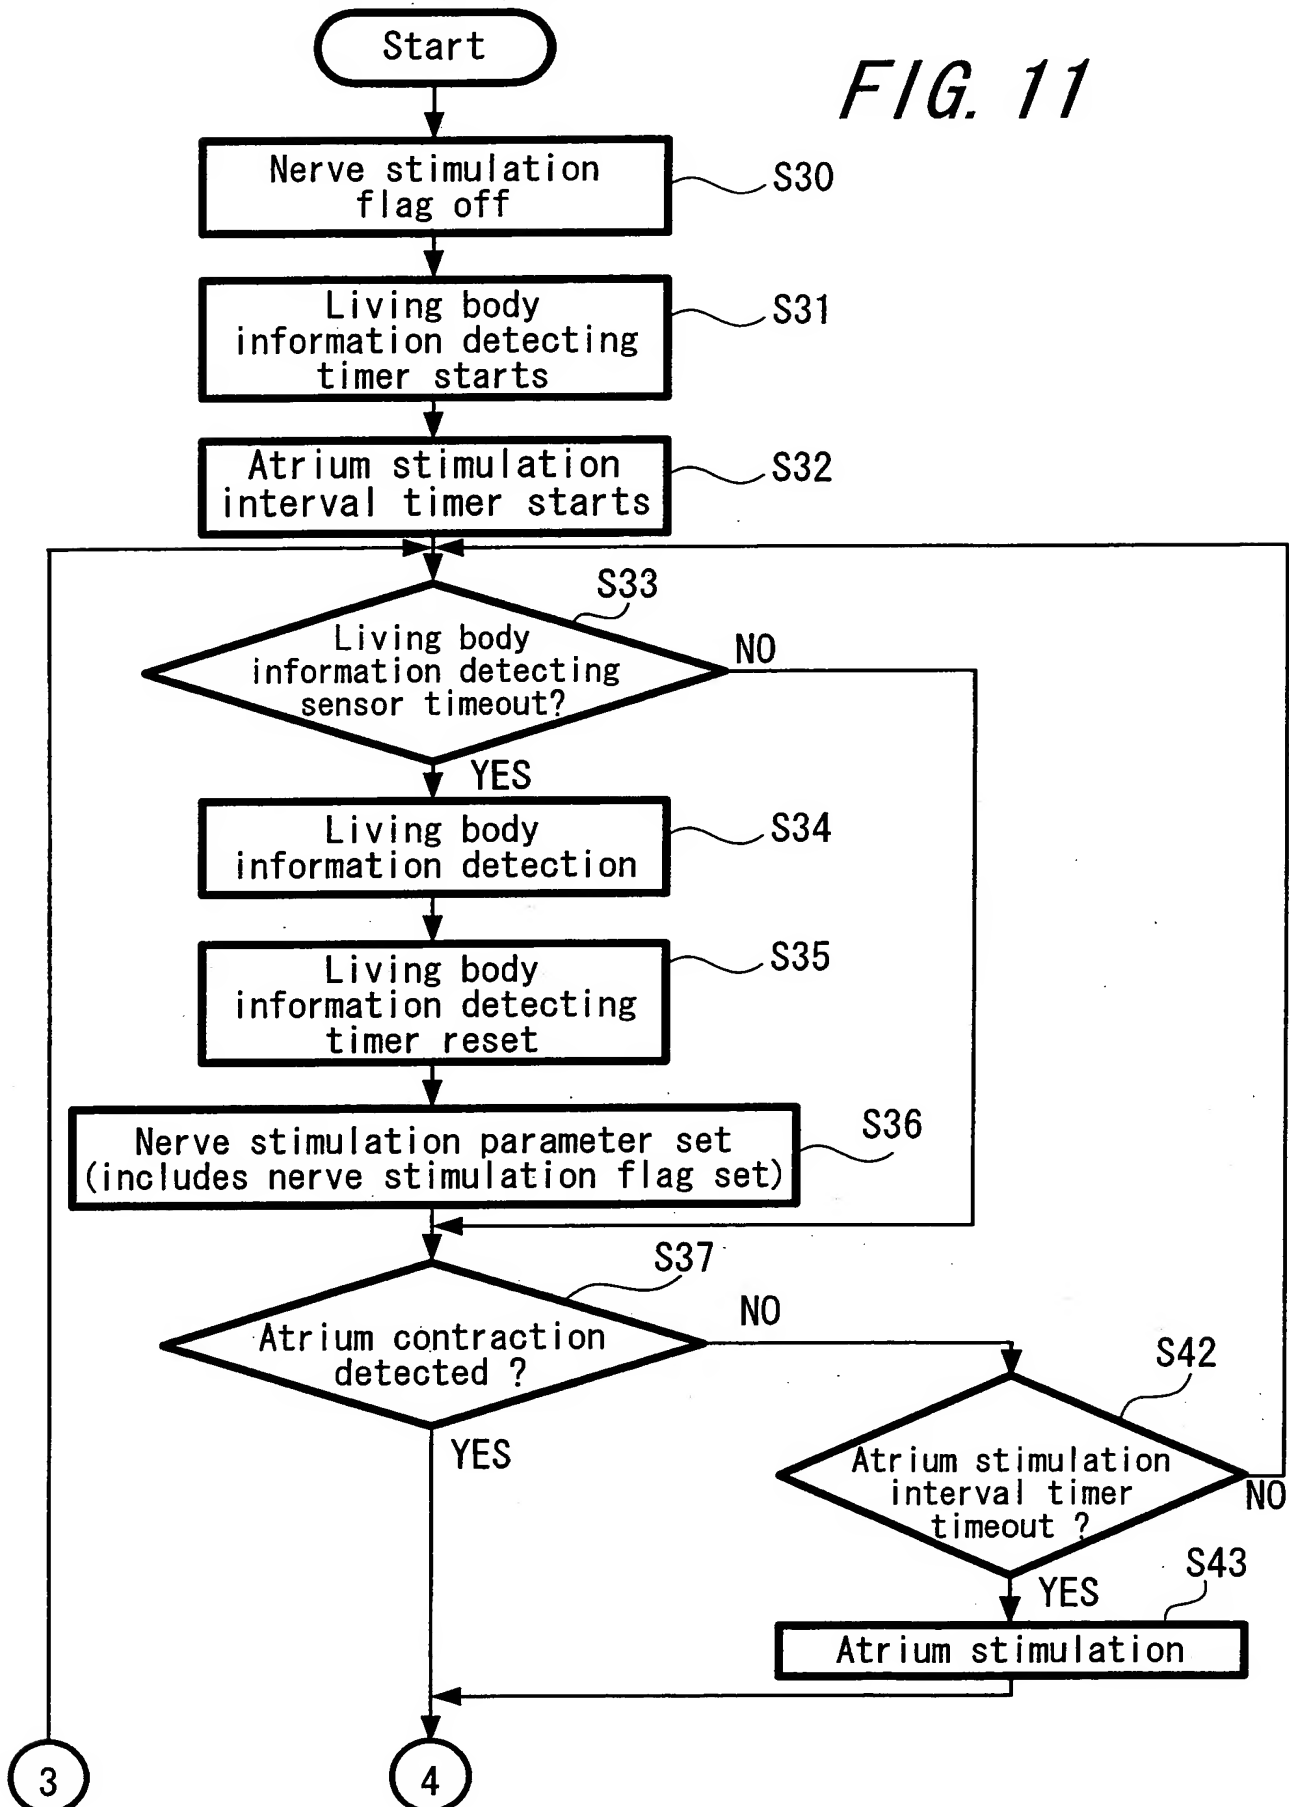 Start
FIG. 11
Nerve stimulation
flag off
S30
Living body
information detecting
timer starts
S31
Atrium stimulation
interval timer starts
S32
S33
Living body
information detecting
sensor timeout?
NO
YES
Living body
information detection
S34
Living body
information detecting
timer reset
S35
Nerve stimulation parameter set
(includes nerve stimulation flag set)
S36
S37
Atrium contraction
detected ?
NO
YES
S42
Atrium stimulation
interval timer
timeout ?
NO
YES
S43
Atrium stimulation
3
4